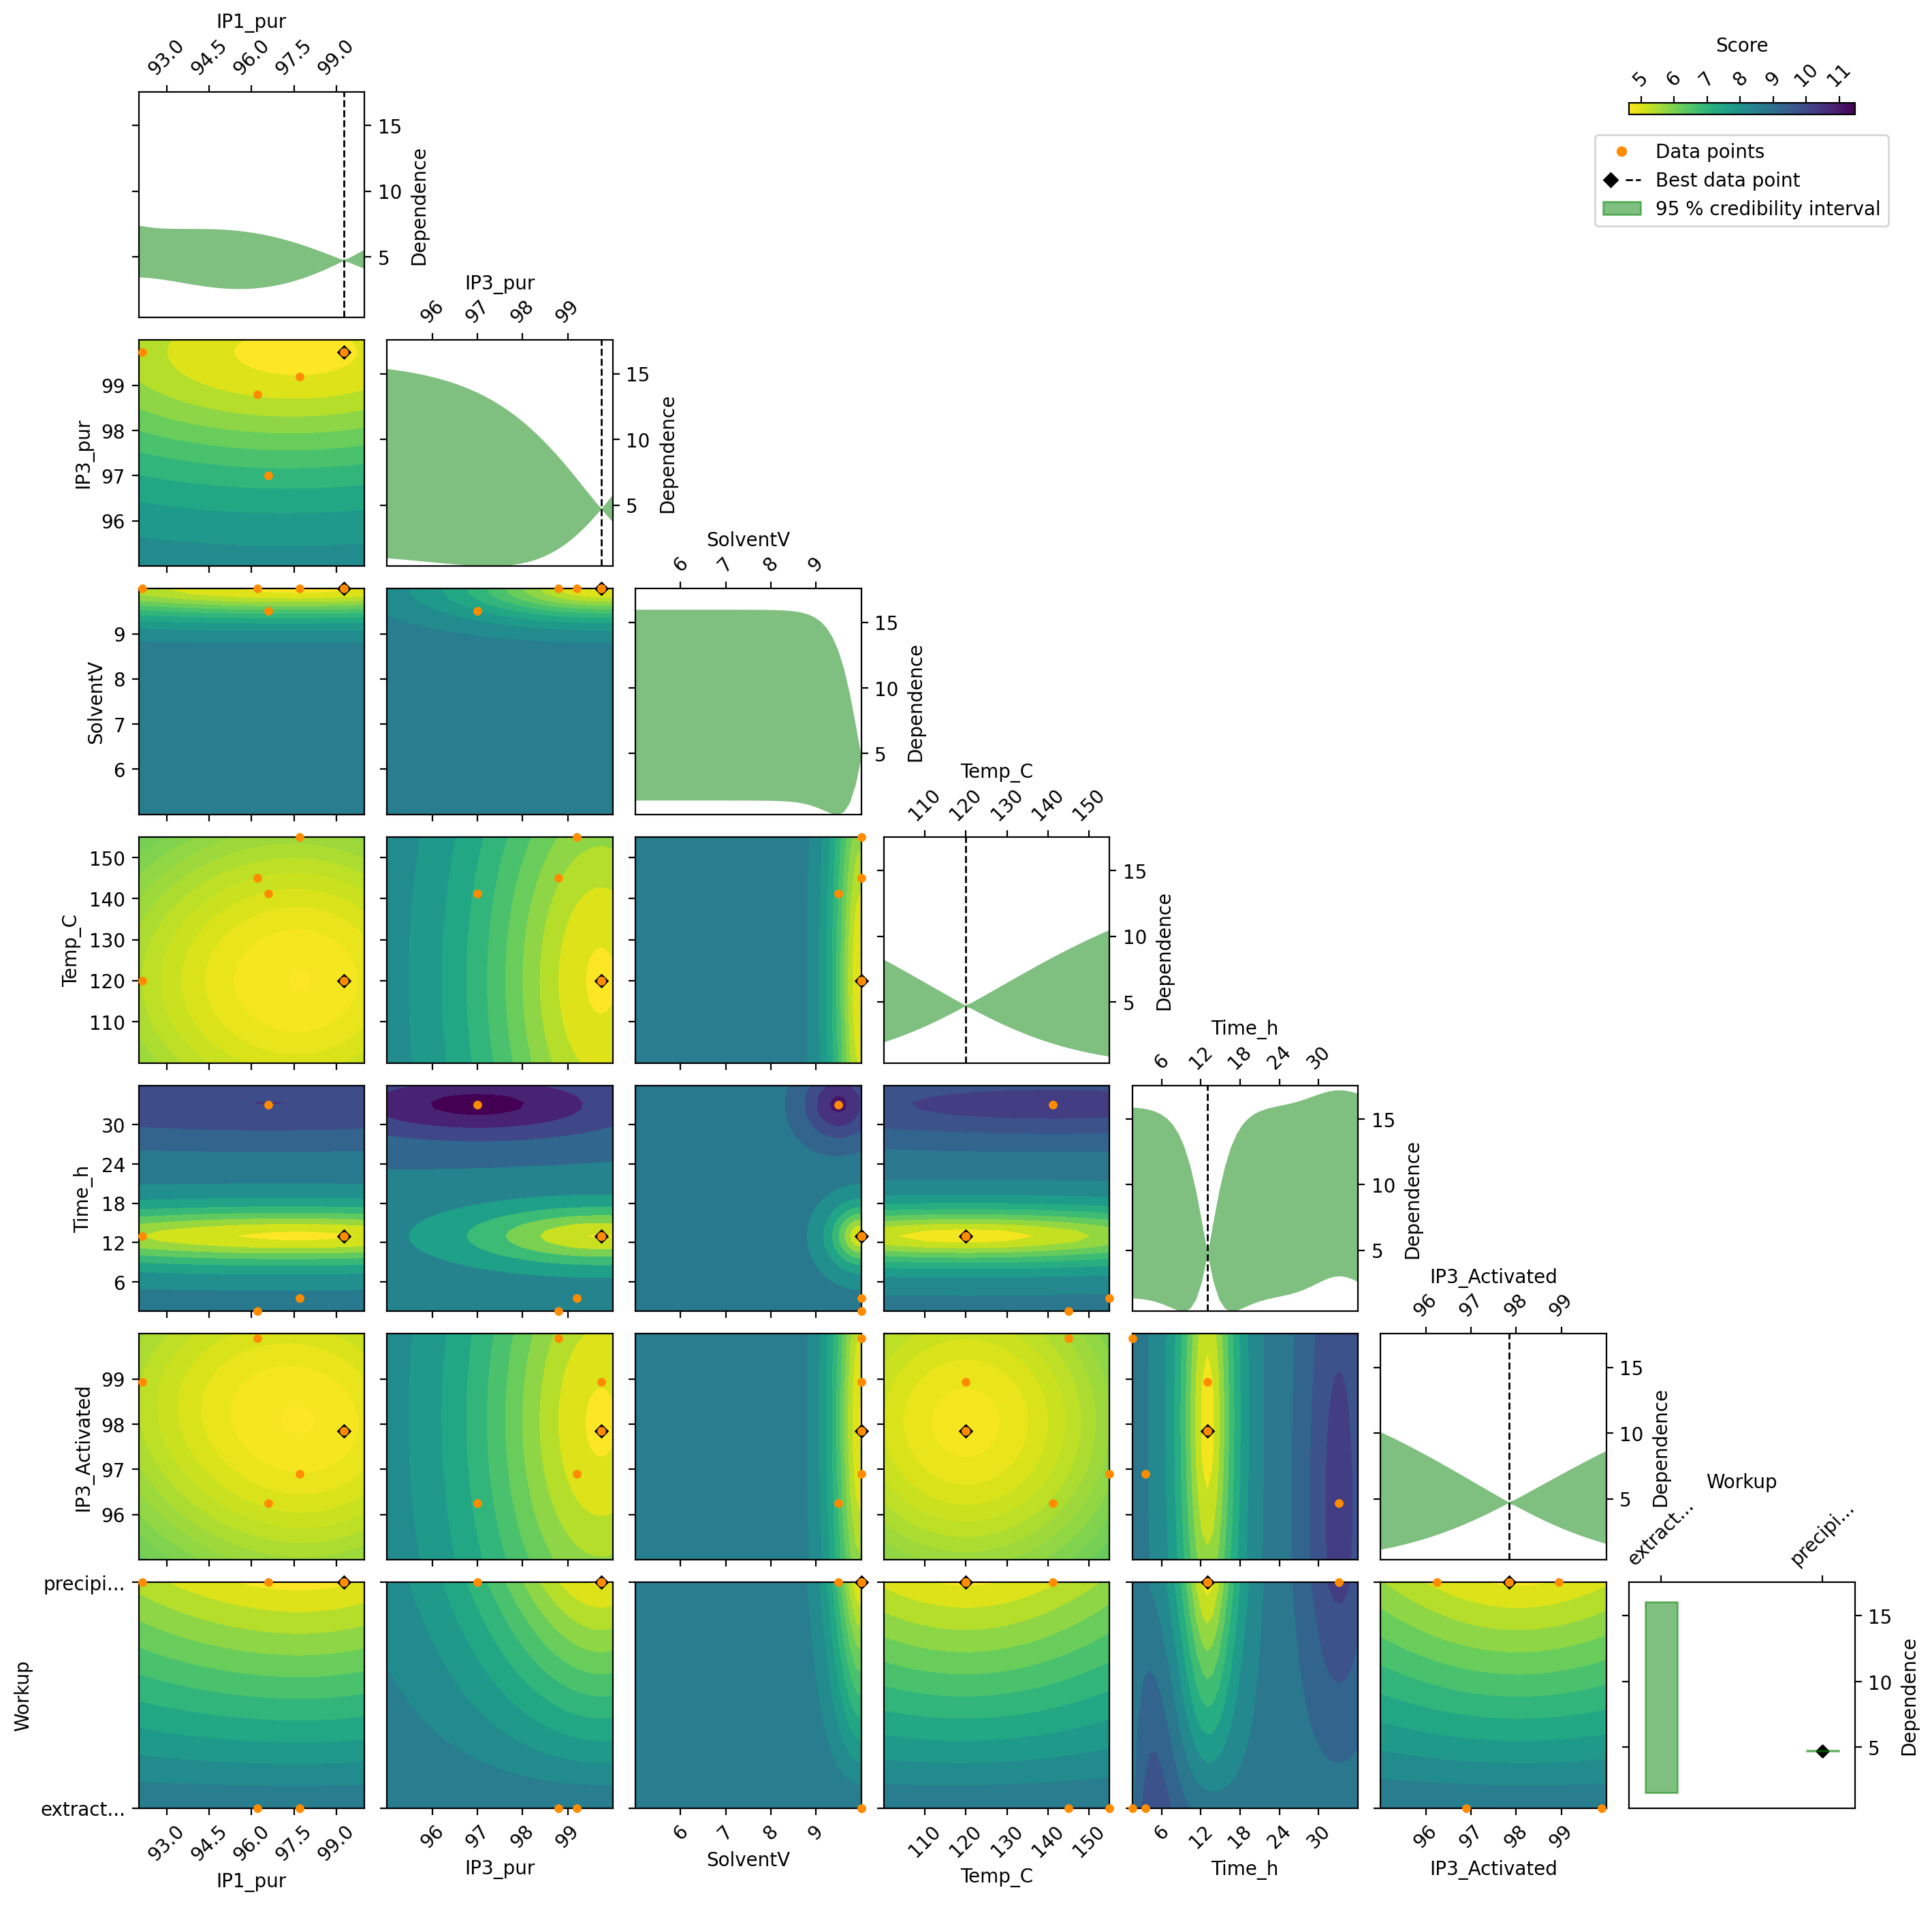 IP1_pur
93.0 94.5 96.0 97.5 99.0
Score
5 6 7 8 9 10 11
Data points
Best data point
95 % credibility interval
15
10
5
Dependence
IP3_pur
96 97 98 99
IP3_pur
99
98
97
96
15
10
5
Dependence
SolventV
6 7 8 9
SolventV
9
8
7
6
15
10
5
Dependence
Temp_C
110 120 130 140 150
Temp_C
150
140
130
120
110
15
10
5
Dependence
Time_h
6 12 18 24 30
Time_h
30
24
18
12
6
15
10
5
Dependence
IP3_Activated
96 97 98 99
IP3_Activated
99
98
97
96
15
10
5
Dependence
Workup
extract... precipi...
Workup
precipi...
extract...
15
10
5
Dependence
93.0 94.5 96.0 97.5 99.0
IP1_pur
96 97 98 99
IP3_pur
6 7 8 9
SolventV
110 120 130 140 150
Temp_C
6 12 18 24 30
Time_h
96 97 98 99
IP3_Activated